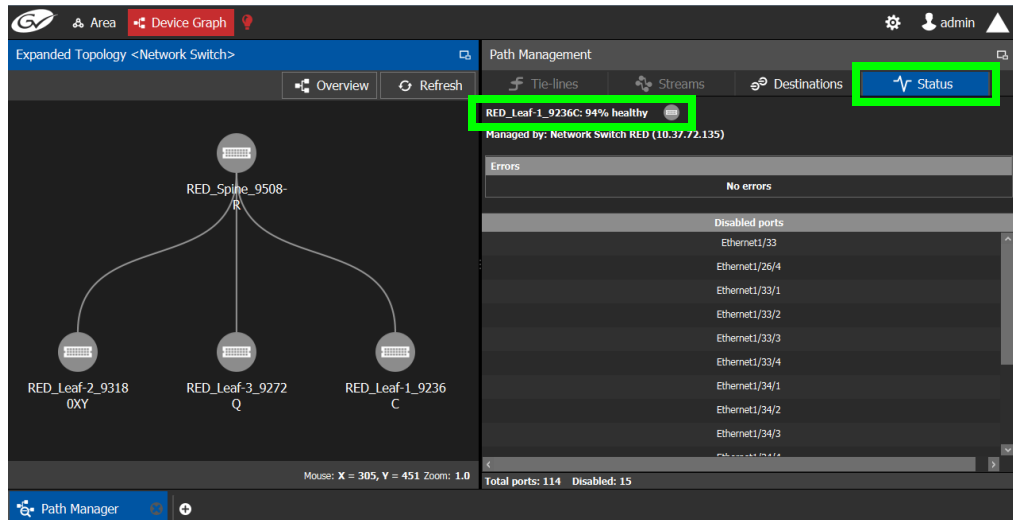 GV Area Device Graph admin
Expanded Topology <Network Switch>
Overview Refresh
RED_Spine_9508-
R
RED_Leaf-2_9318
0XY
RED_Leaf-3_9272
Q
RED_Leaf-1_9236
C
Mouse: X = 305, Y = 451 Zoom: 1.0
Path Management
Tie-lines Streams Destinations Status
RED_Leaf-1_9236C: 94% healthy
Managed by: Network Switch RED (10.37.72.135)
Errors
No errors
Disabled ports
Ethernet1/33
Ethernet1/26/4
Ethernet1/33/1
Ethernet1/33/2
Ethernet1/33/3
Ethernet1/33/4
Ethernet1/34/1
Ethernet1/34/2
Ethernet1/34/3
Ethernet1/34/4
Total ports: 114 Disabled: 15
Path Manager